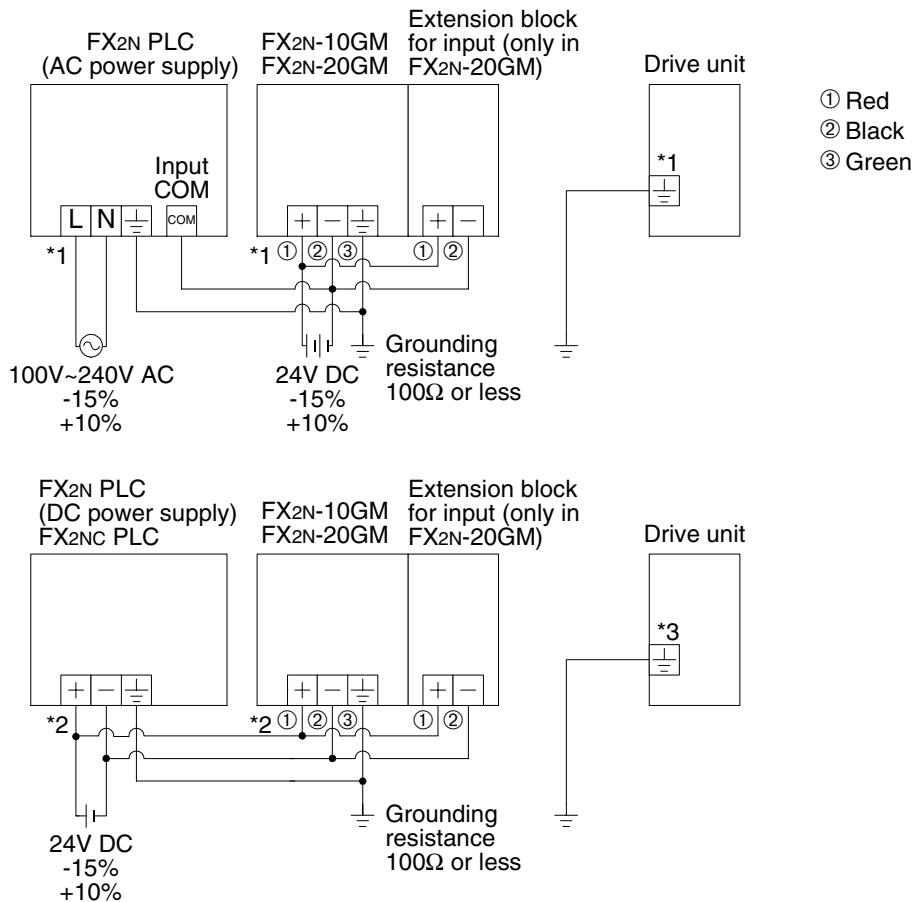 FX2N PLC
(AC power supply)
FX2N-10GM
FX2N-20GM
Extension block
for input (only in
FX2N-20GM)
Drive unit
① Red
② Black
③ Green
Input
COM
*1
L N COM
+ −
+ −
*1
*1 ① ② ③
① ②
100V~240V AC
-15%
+10%
24V DC
-15%
+10%
Grounding
resistance
100Ω or less
FX2N PLC
(DC power supply)
FX2NC PLC
FX2N-10GM
FX2N-20GM
Extension block
for input (only in
FX2N-20GM)
Drive unit
*3
+ −
+ −
+ −
*2
*2 ① ② ③
① ②
24V DC
-15%
+10%
Grounding
resistance
100Ω or less